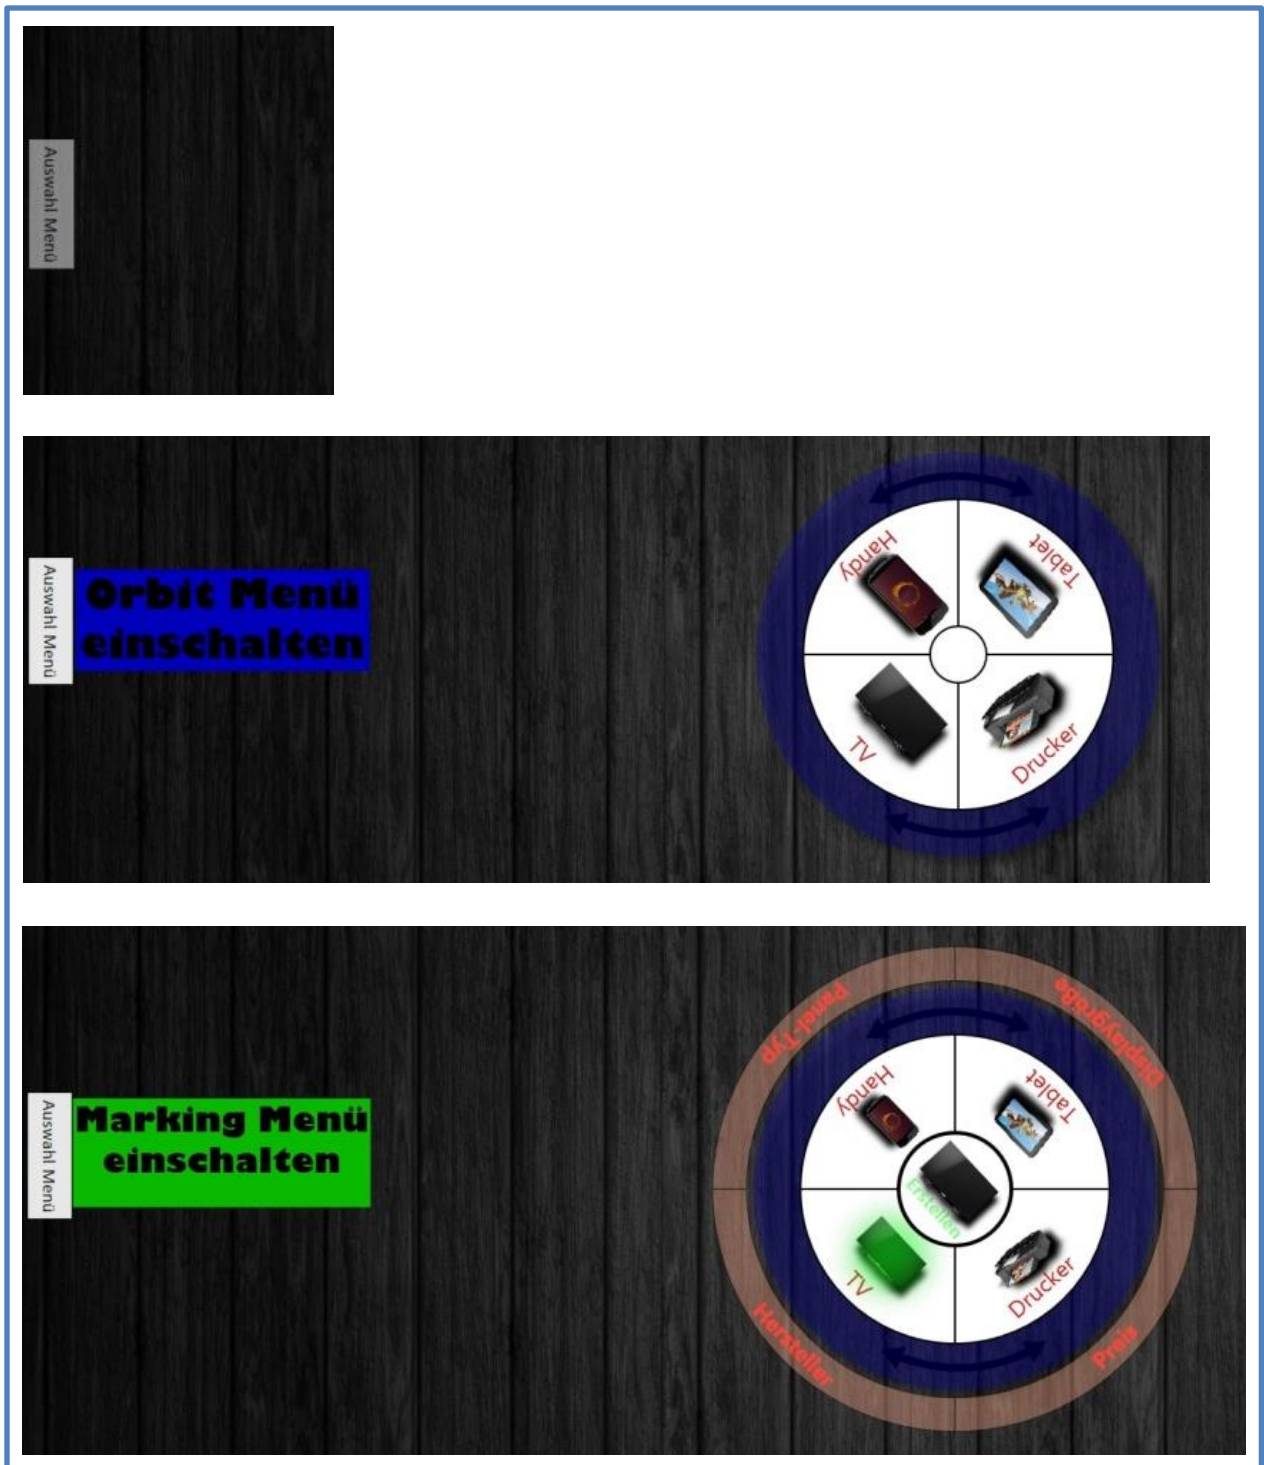 Auswahl Menü
Auswahl Menü
Orbit Menü
einschalten
Handy
Tablet
TV
Drucker
Auswahl Menü
Marking Menü
einschalten
Panel-Typ
Displaygröße
Handy
Tablet
Erstellen
TV
Drucker
Hersteller
Preis